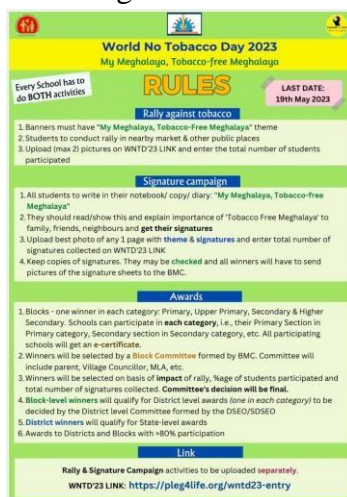 World No Tobacco Day 2023
My Meghalaya, Tobacco-free Meghalaya
Every School has to
do BOTH activities
RULES
LAST DATE:
19th May 2023
Rally against tobacco
1. Banners must have "My Meghalaya, Tobacco-Free Meghalaya" theme
2. Students to conduct rally in nearby market & other public places
3. Upload (max 2) pictures on WNTD'23 LINK and enter the total number of students
participated
Signature campaign
1. All students to write in their notebook/ copy/ diary: "My Meghalaya, Tobacco-free
Meghalaya"
2. They should read/show this and explain importance of 'Tobacco Free Meghalaya' to
family, friends, neighbours and get their signatures
3. Upload best photo of any 1 page with theme & signatures and enter total number of
signatures collected on WNTD'23 LINK
4. Keep copies of signatures. They may be checked and all winners will have to send
pictures of the signature sheets to the BMC.
Awards
1. Blocks - one winner in each category: Primary, Upper Primary, Secondary & Higher
Secondary. Schools can participate in each category, i.e., their Primary Section in
Primary category, Secondary section in Secondary category, etc. All participating
schools will get an e-certificate.
2. Winners will be selected by a Block Committee formed by BMC. Committee will
include parent, Village Councillor, MLA, etc.
3. Winners will be selected on basis of impact of rally, %age of students participated and
total number of signatures collected. Committee's decision will be final.
4. Block-level winners will qualify for District level awards (one in each category) to be
decided by the District level Committee formed by the DSEO/SDSEO
5. District winners will qualify for State-level awards
6. Awards to Districts and Blocks with >80% participation
Link
Rally & Signature Campaign activities to be uploaded separately.
WNTD'23 LINK: https://pleg4life.org/wntd23-entry